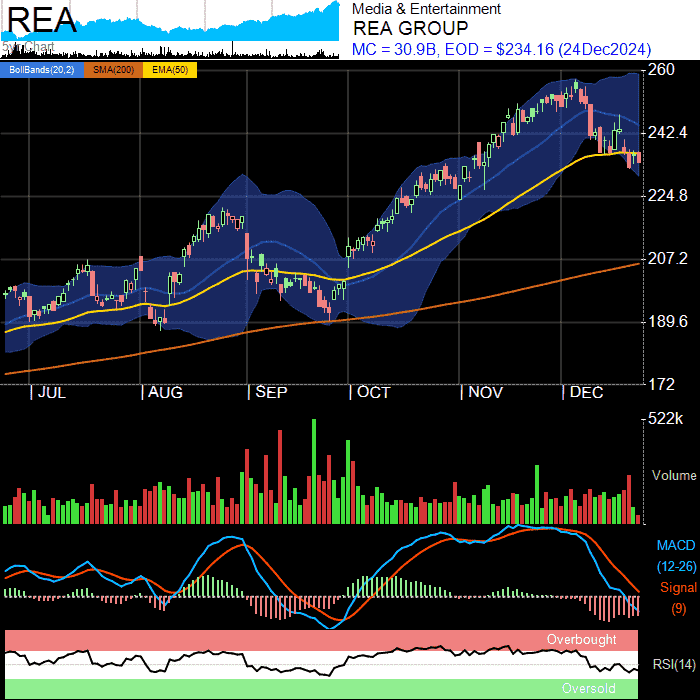 REA
5yr Chart
Media & Entertainment
REA GROUP
MC = 30.9B, EOD = $234.16 (24Dec2024)
BollBands(20,2) SMA(200) EMA(50)
260
242.4
224.8
207.2
189.6
172
JUL AUG SEP OCT NOV DEC
522k
Volume
MACD
(12-26)
Signal
(9)
Overbought
RSI(14)
Oversold